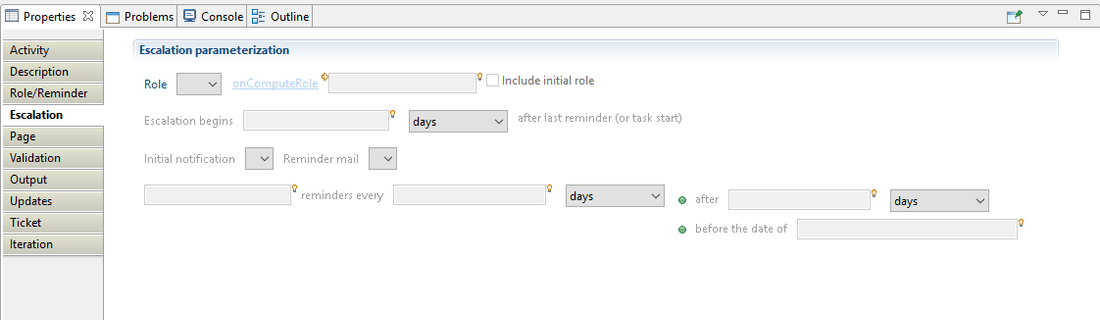 Properties Problems Console Outline
Activity
Description
Role/Reminder
Escalation
Page
Validation
Output
Updates
Ticket
Iteration
Escalation parameterization
Role onComputeRole Include initial role
Escalation begins days after last reminder (or task start)
Initial notification Reminder mail
reminders every days after days
before the date of